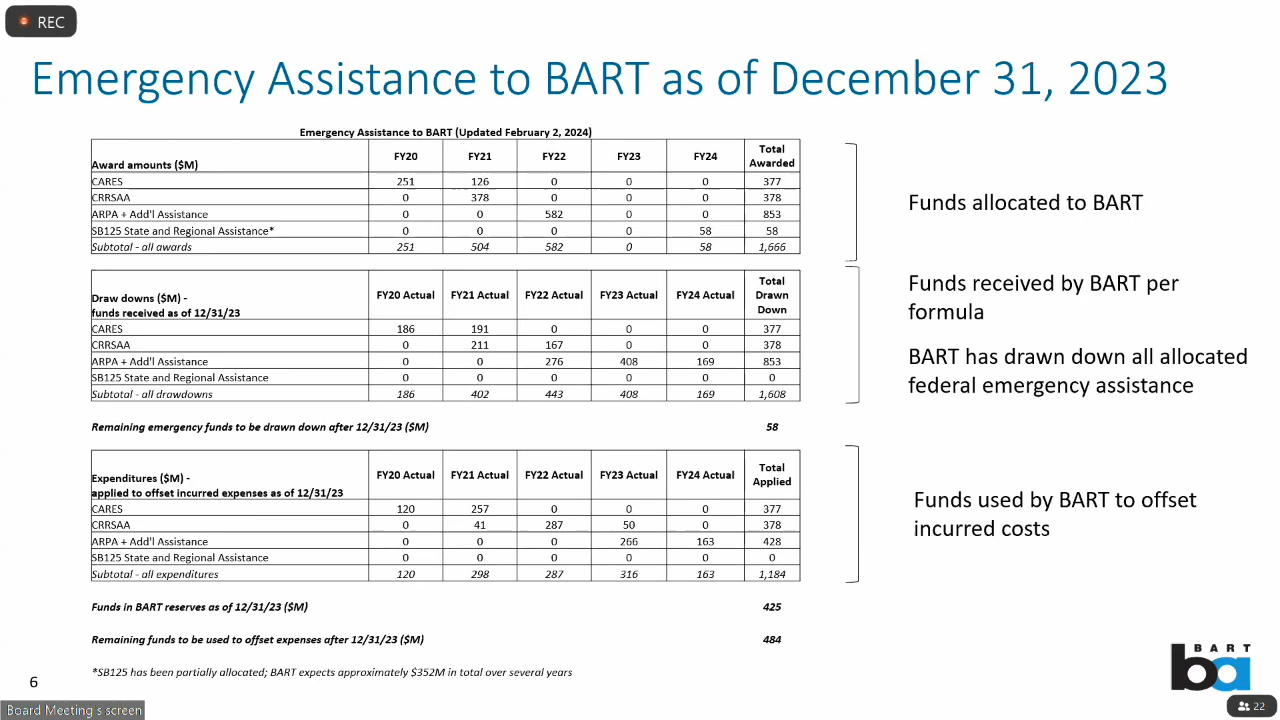 REC
Emergency Assistance to BART as of December 31, 2023
Emergency Assistance to BART (Updated February 2, 2024)
Award amounts ($M) FY20 FY21 FY22 FY23 FY24 Total Awarded
CARES 251 126 0 0 0 377
CRRSAA 0 378 0 0 0 378
ARPA + Add'l Assistance 0 0 582 0 0 853
SB125 State and Regional Assistance* 0 0 0 0 58 58
Subtotal - all awards 251 504 582 0 58 1,666
Funds allocated to BART
Draw downs ($M) -
funds received as of 12/31/23 FY20 Actual FY21 Actual FY22 Actual FY23 Actual FY24 Actual Total Drawn Down
CARES 186 191 0 0 0 377
CRRSAA 0 211 167 0 0 378
ARPA + Add'l Assistance 0 0 276 408 169 853
SB125 State and Regional Assistance 0 0 0 0 0 0
Subtotal - all drawdowns 186 402 443 408 169 1,608
Funds received by BART per
formula
BART has drawn down all allocated
federal emergency assistance
Remaining emergency funds to be drawn down after 12/31/23 ($M) 58
Expenditures ($M) -
applied to offset incurred expenses as of 12/31/23 FY20 Actual FY21 Actual FY22 Actual FY23 Actual FY24 Actual Total Applied
CARES 120 257 0 0 0 377
CRRSAA 0 41 287 50 0 378
ARPA + Add'l Assistance 0 0 0 266 163 428
SB125 State and Regional Assistance 0 0 0 0 0 0
Subtotal - all expenditures 120 298 287 316 163 1,184
Funds used by BART to offset
incurred costs
Funds in BART reserves as of 12/31/23 ($M) 425
Remaining funds to be used to offset expenses after 12/31/23 ($M) 484
*SB125 has been partially allocated; BART expects approximately $352M in total over several years
6
BART
ba
Board Meeting's screen
22